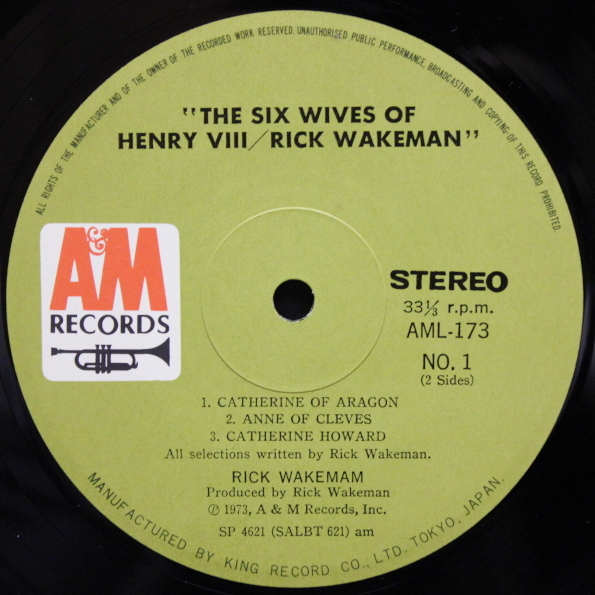 ALL RIGHTS OF THE MANUFACTURER AND OF THE OWNER OF THE RECORDED WORK RESERVED. UNAUTHORISED PUBLIC PERFORMANCE, BROADCASTING AND COPYING OF THIS RECORD PROHIBITED.
"THE SIX WIVES OF
HENRY VIII/RICK WAKEMAN"
A&M
RECORDS
STEREO
33⅓ r.p.m.
AML-173
NO. 1
(2 Sides)
1. CATHERINE OF ARAGON
2. ANNE OF CLEVES
3. CATHERINE HOWARD
All selections written by Rick Wakeman.
RICK WAKEMAM
Produced by Rick Wakeman
℗ 1973, A & M Records, Inc.
SP 4621 (SALBT 621) am
MANUFACTURED BY KING RECORD CO., LTD. TOKYO, JAPAN.